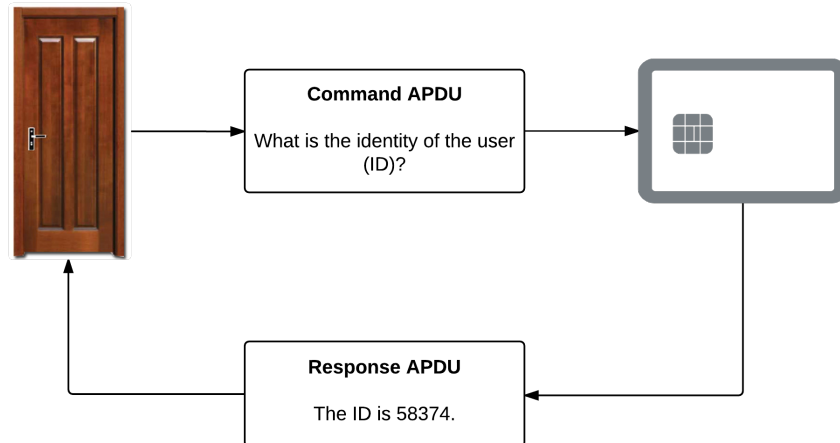 Command APDU
What is the identity of the user
(ID)?
Response APDU
The ID is 58374.